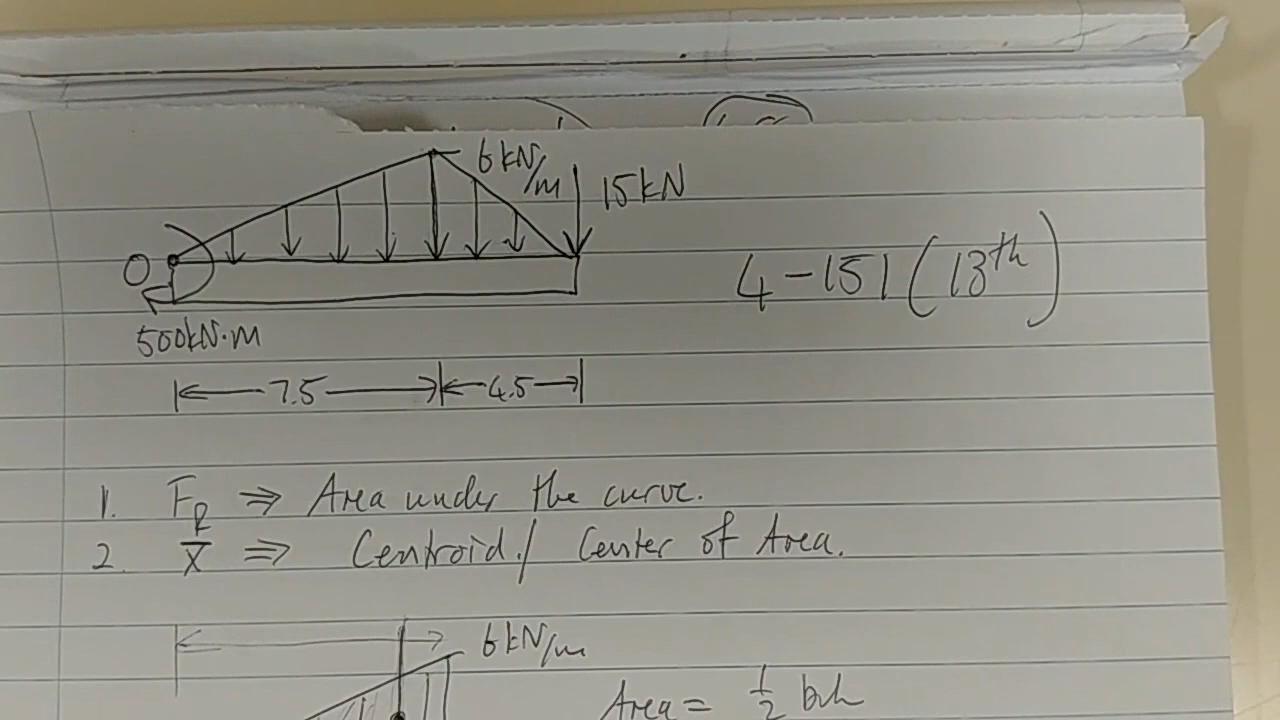 6kN/m
15kN
O
4-151 (13th)
500kN·m
7.5 4.5
1. FR ⇒ Area under the curve.
2. x̄ ⇒ Centroid./ Center of Area.
6kN/m
Area = 1/2 bh